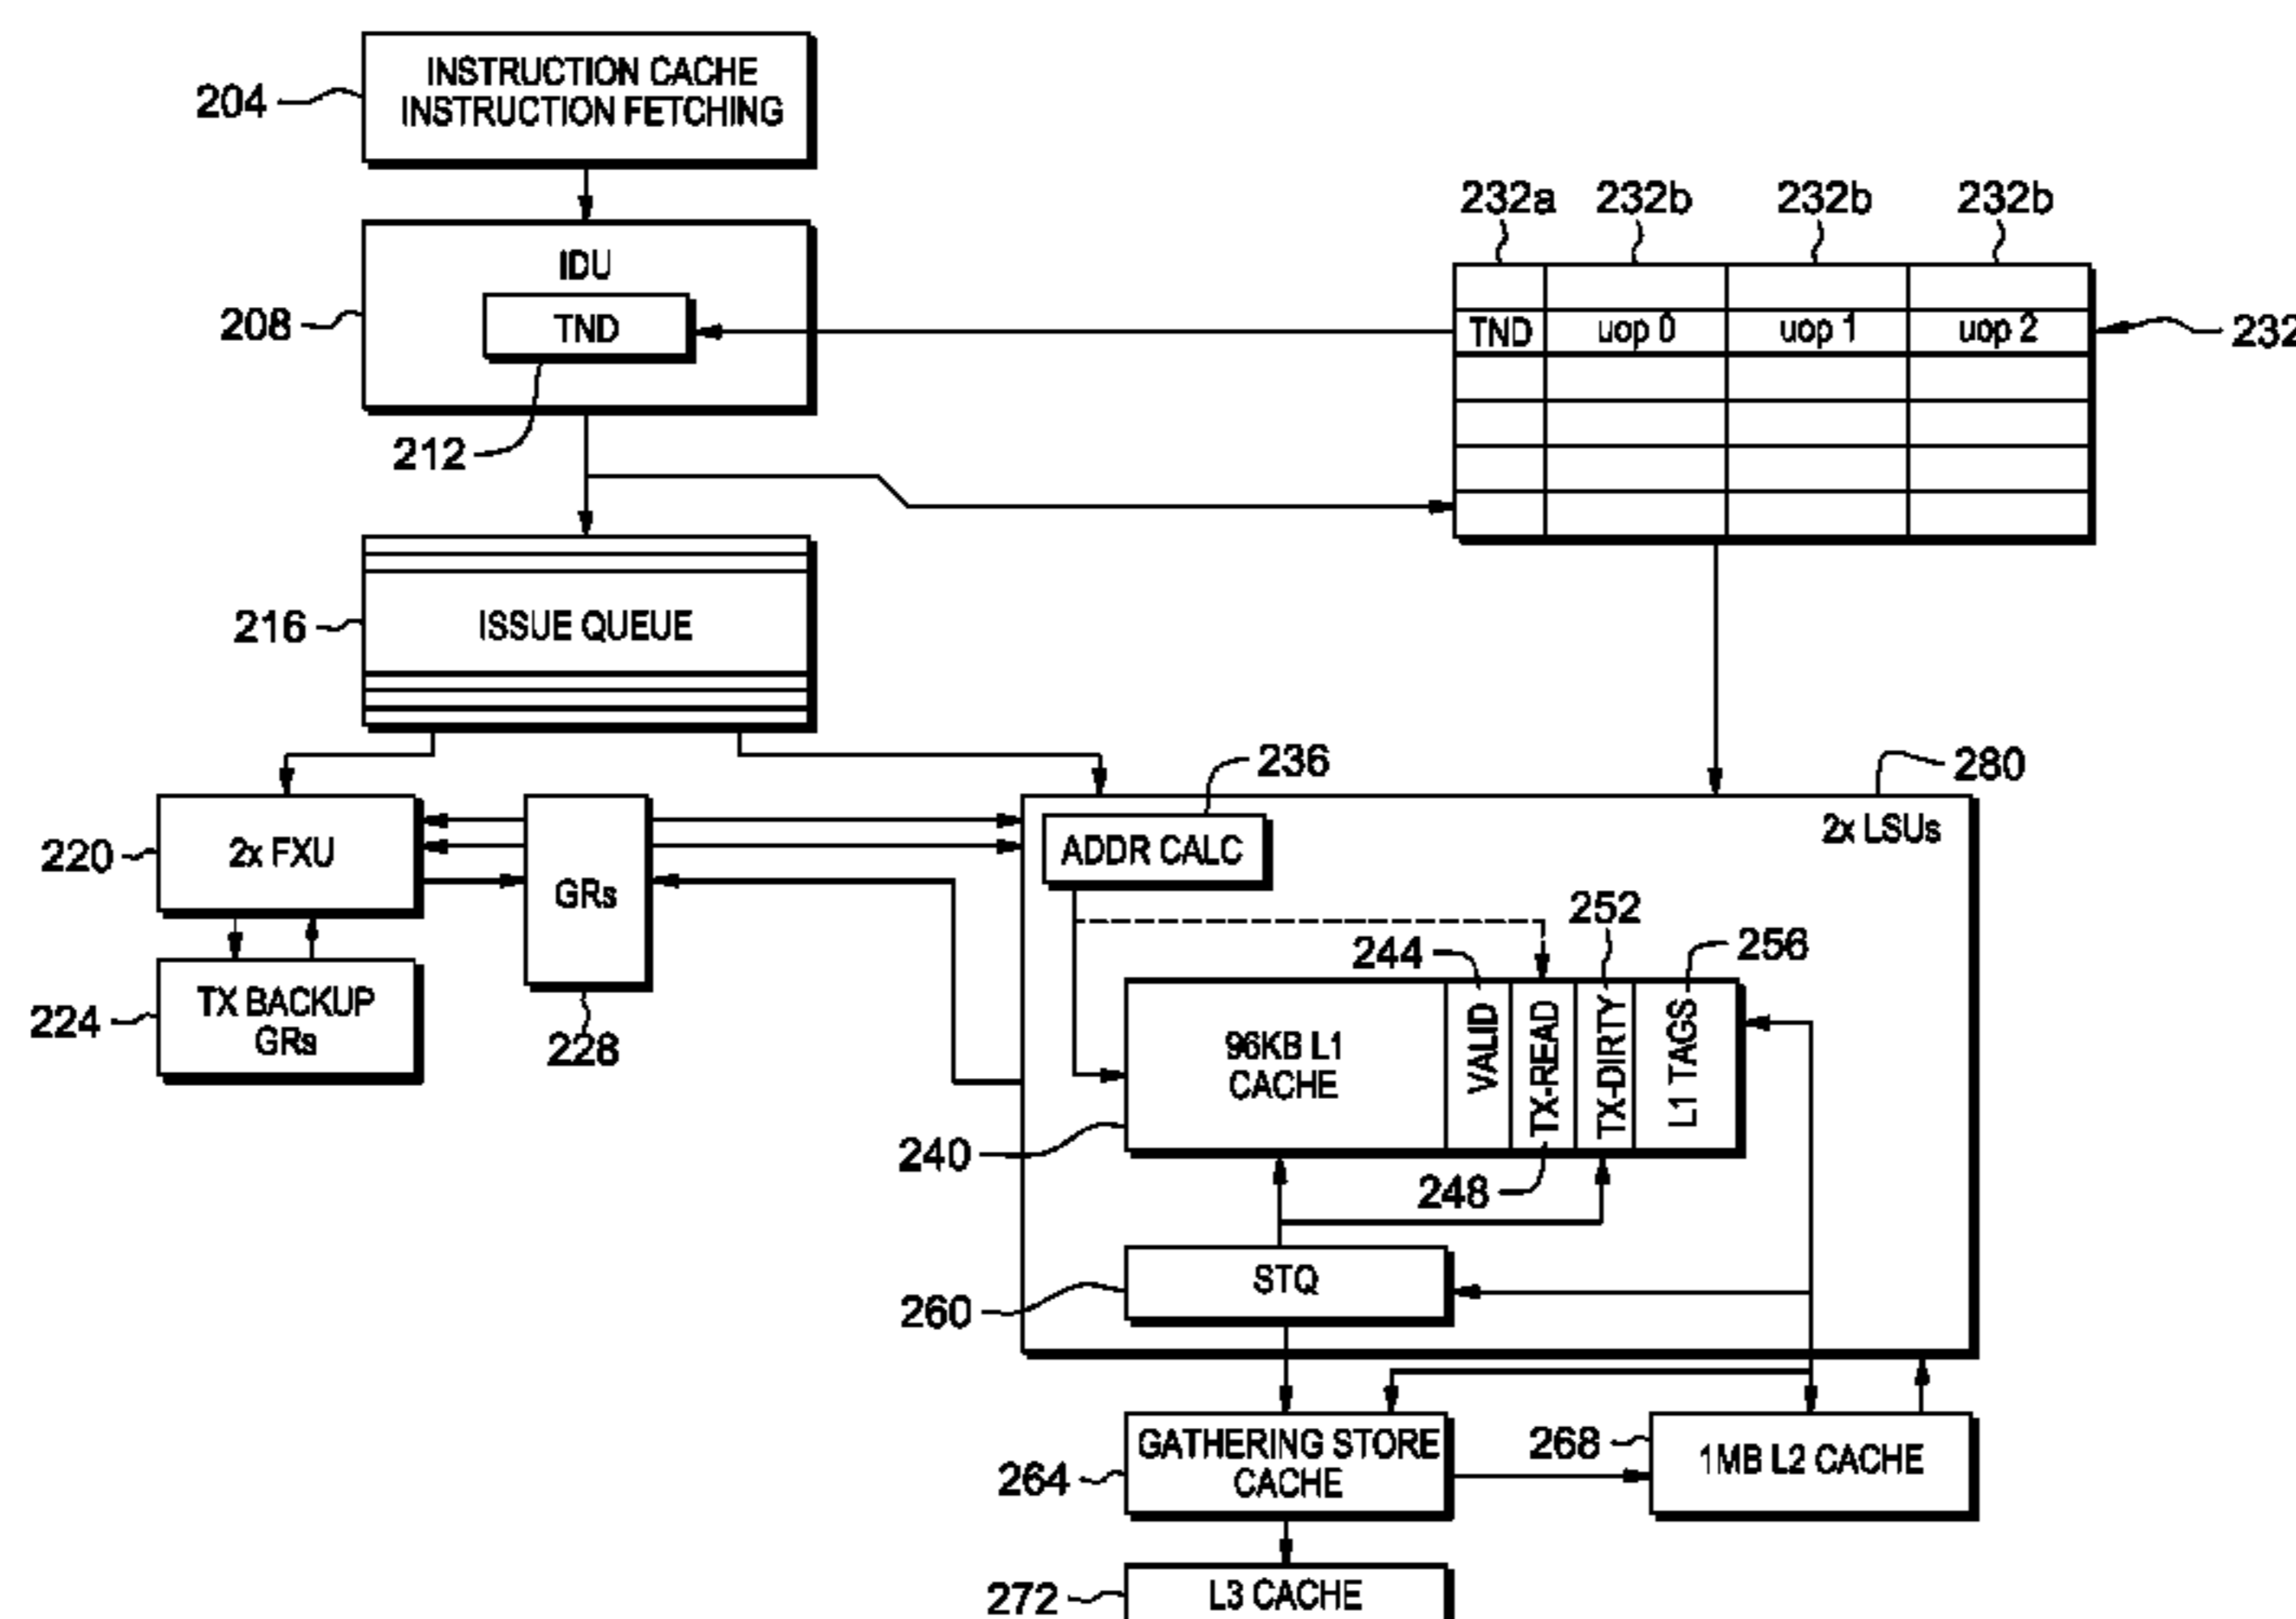 INSTRUCTION CACHE
INSTRUCTION FETCHING
204
IDU
TND
208
212
232a 232b 232b 232b
TND uop 0 uop 1 uop 2
232
ISSUE QUEUE
216
236
280
2x LSUs
2x FXU
220
GRs
ADDR CALC
TX BACKUP
GRs
224
228
252
244
256
96KB L1
CACHE
VALID
TX-READ
TX-DIRTY
L1 TAGS
240
248
STQ
260
GATHERING STORE
CACHE
264
268
1MB L2 CACHE
L3 CACHE
272